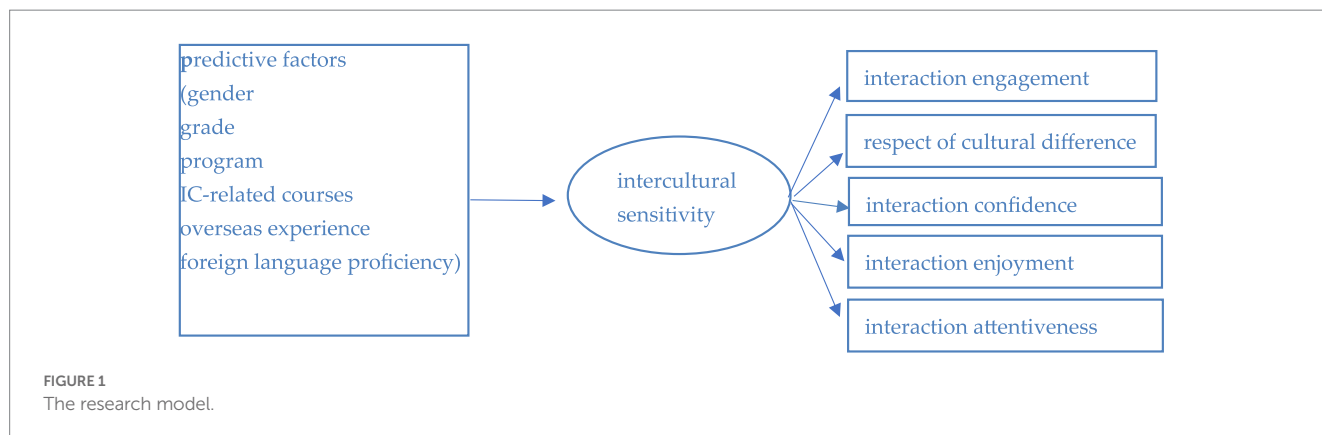 predictive factors
(gender
grade
program
IC-related courses
overseas experience
foreign language proficiency)
intercultural
sensitivity
interaction engagement
respect of cultural difference
interaction confidence
interaction enjoyment
interaction attentiveness
FIGURE 1
The research model.